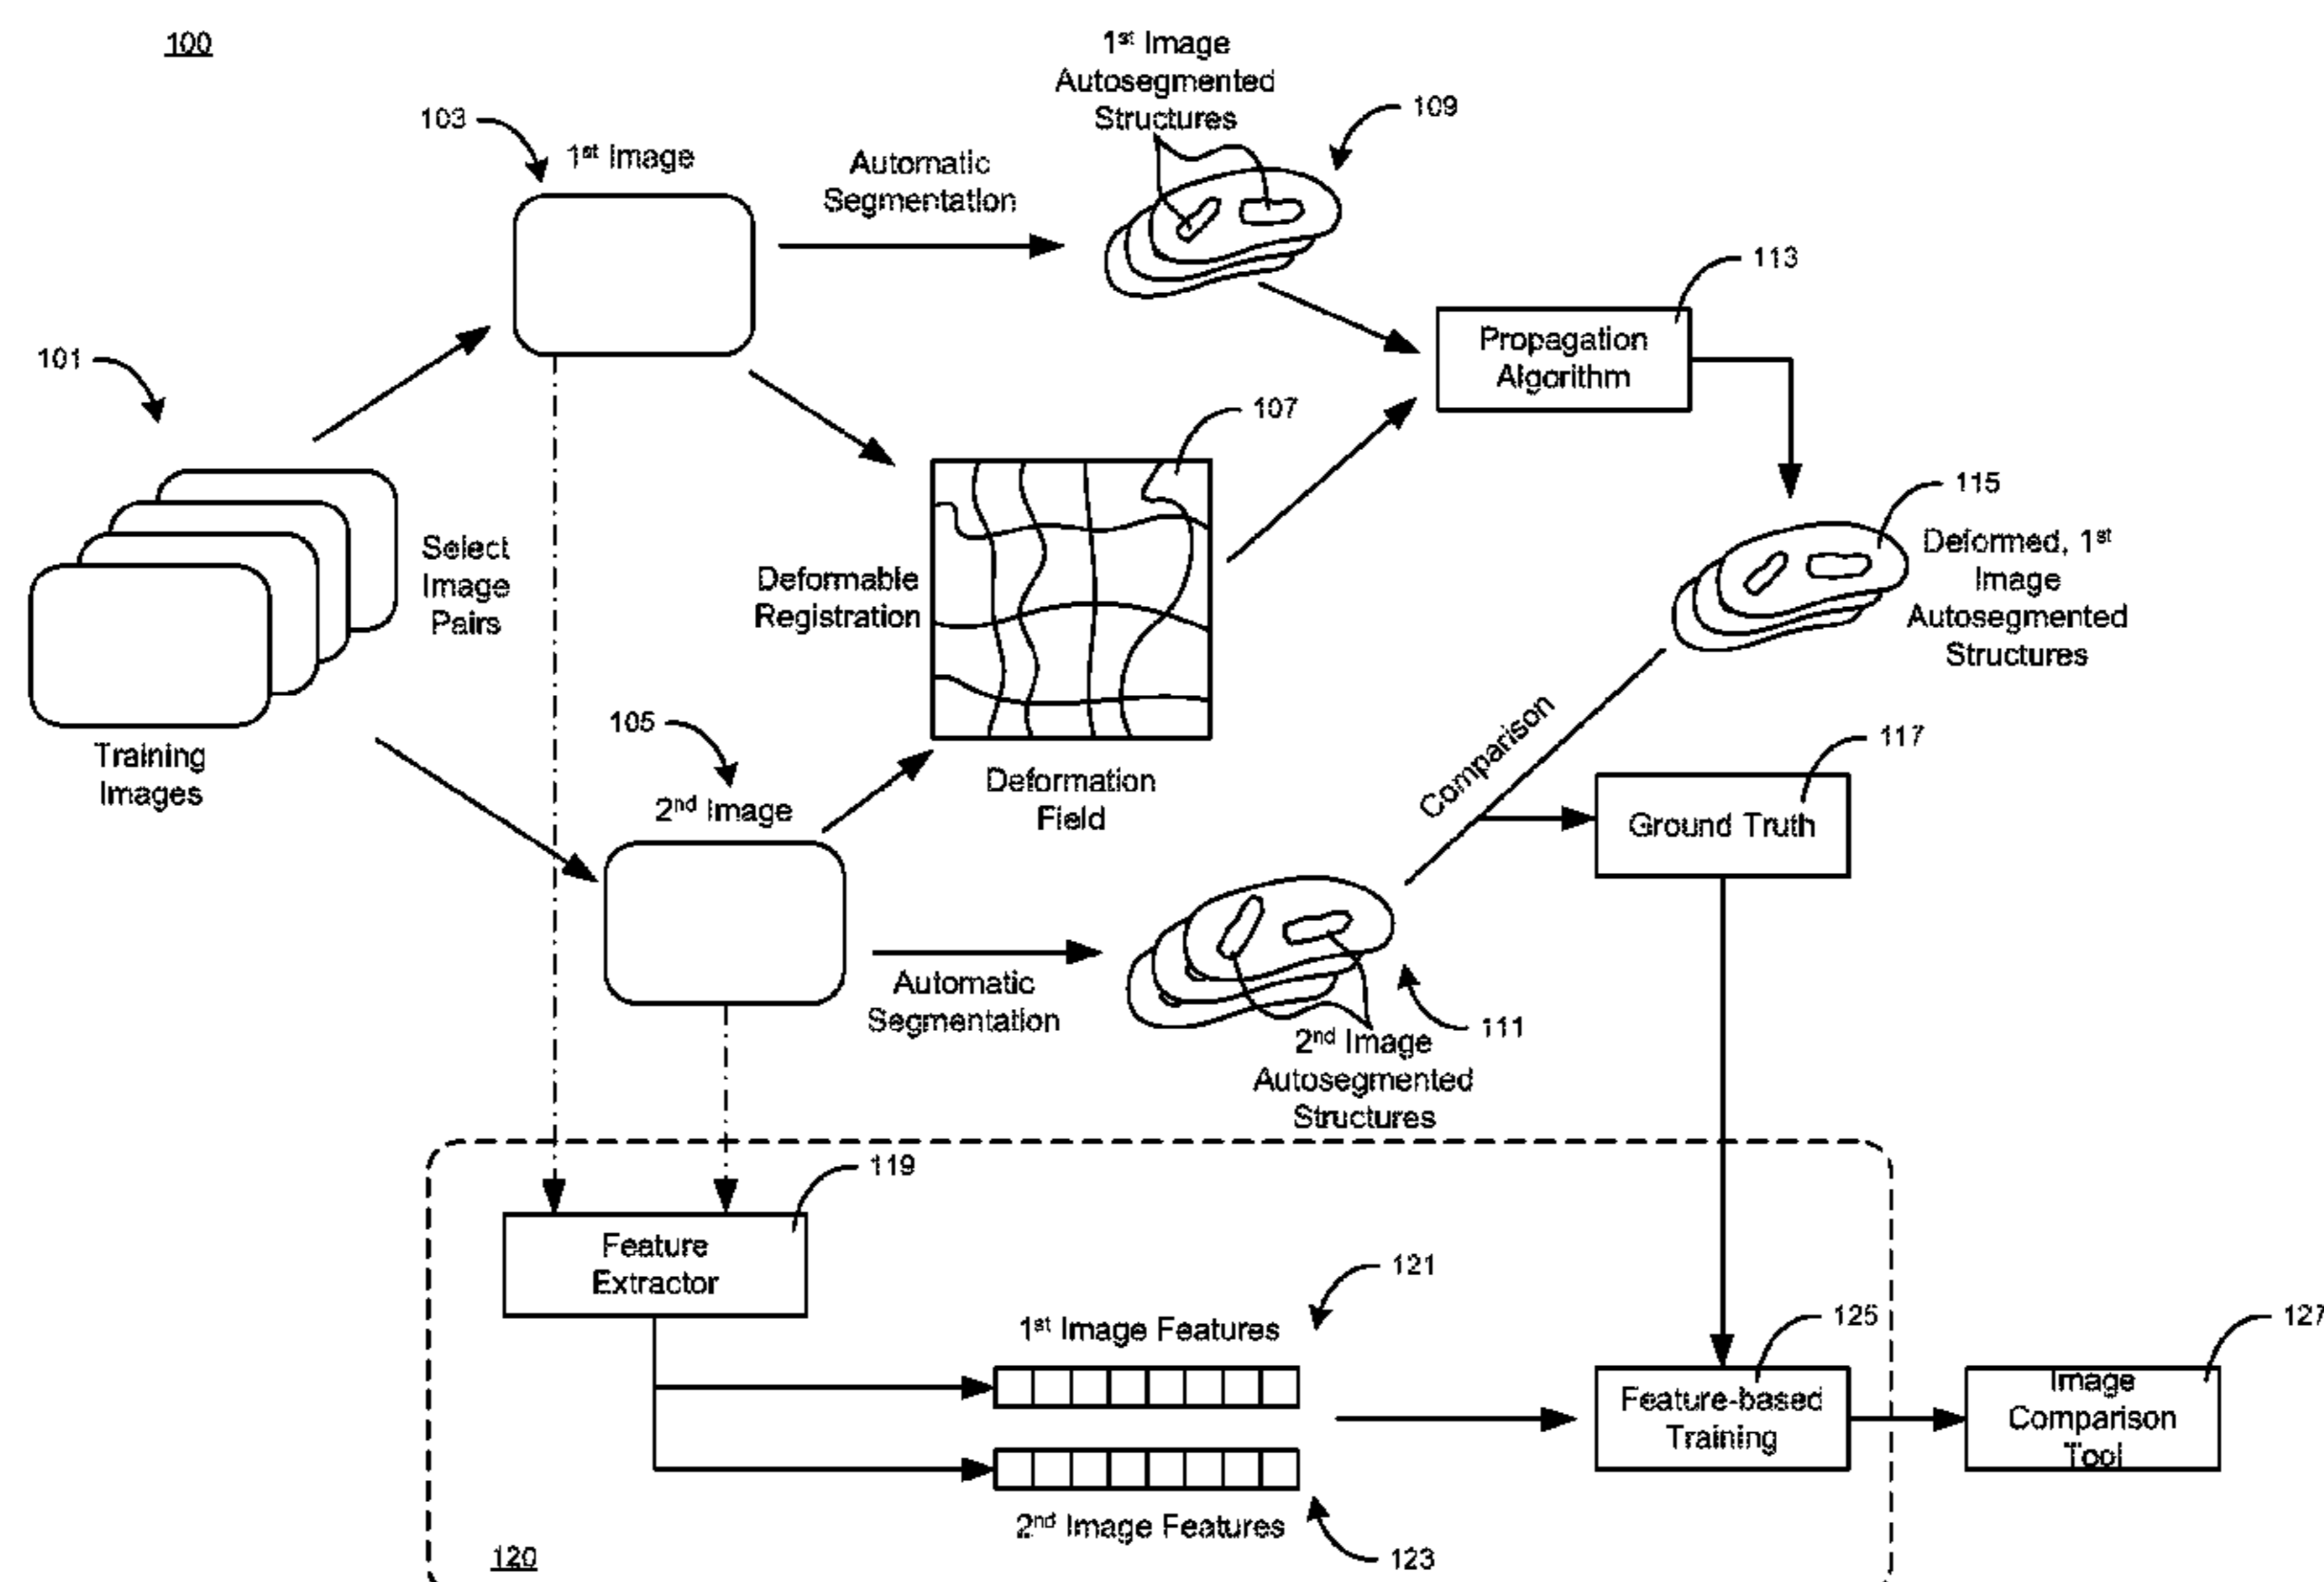 100
1st Image
Autosegmented
Structures
109
103
1st Image
Automatic
Segmentation
113
Propagation
Algorithm
101
107
Select
Image
Pairs
Deformable
Registration
115
Deformed, 1st
Image
Autosegmented
Structures
Training
Images
105
2nd Image
Deformation
Field
Comparison
117
Ground Truth
Automatic
Segmentation
111
2nd Image
Autosegmented
Structures
119
Feature
Extractor
121
1st Image Features
125
127
Feature-based
Training
Image
Comparison
Tool
2nd Image Features
123
120